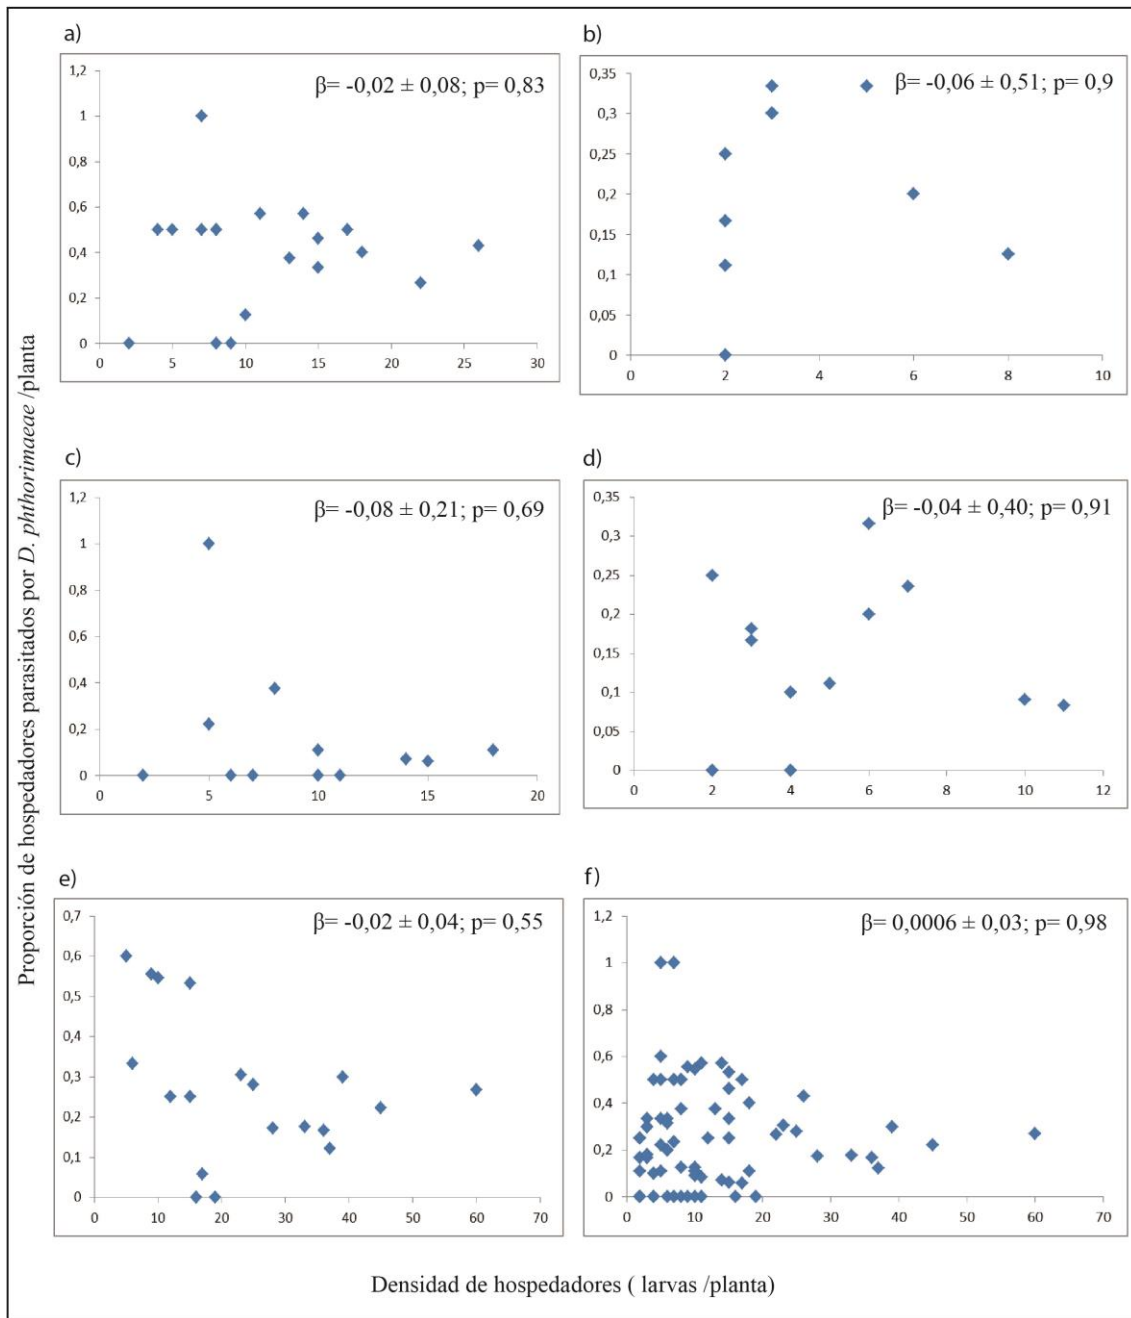 a)
β= -0,02 ± 0,08; p= 0,83
1,2
1
0,8
0,6
0,4
0,2
0
0 5 10 15 20 25 30
b)
β= -0,06 ± 0,51; p= 0,9
0,35
0,3
0,25
0,2
0,15
0,1
0,05
0
0 2 4 6 8 10
c)
β= -0,08 ± 0,21; p= 0,69
1,2
1
0,8
0,6
0,4
0,2
0
0 5 10 15 20
d)
β= -0,04 ± 0,40; p= 0,91
0,35
0,3
0,25
0,2
0,15
0,1
0,05
0
0 2 4 6 8 10 12
e)
β= -0,02 ± 0,04; p= 0,55
0,7
0,6
0,5
0,4
0,3
0,2
0,1
0
0 10 20 30 40 50 60 70
f)
β= 0,0006 ± 0,03; p= 0,98
1,2
1
0,8
0,6
0,4
0,2
0
0 10 20 30 40 50 60 70
Proporción de hospedadores parasitados por D. phthorimaeae /planta
Densidad de hospedadores ( larvas /planta)